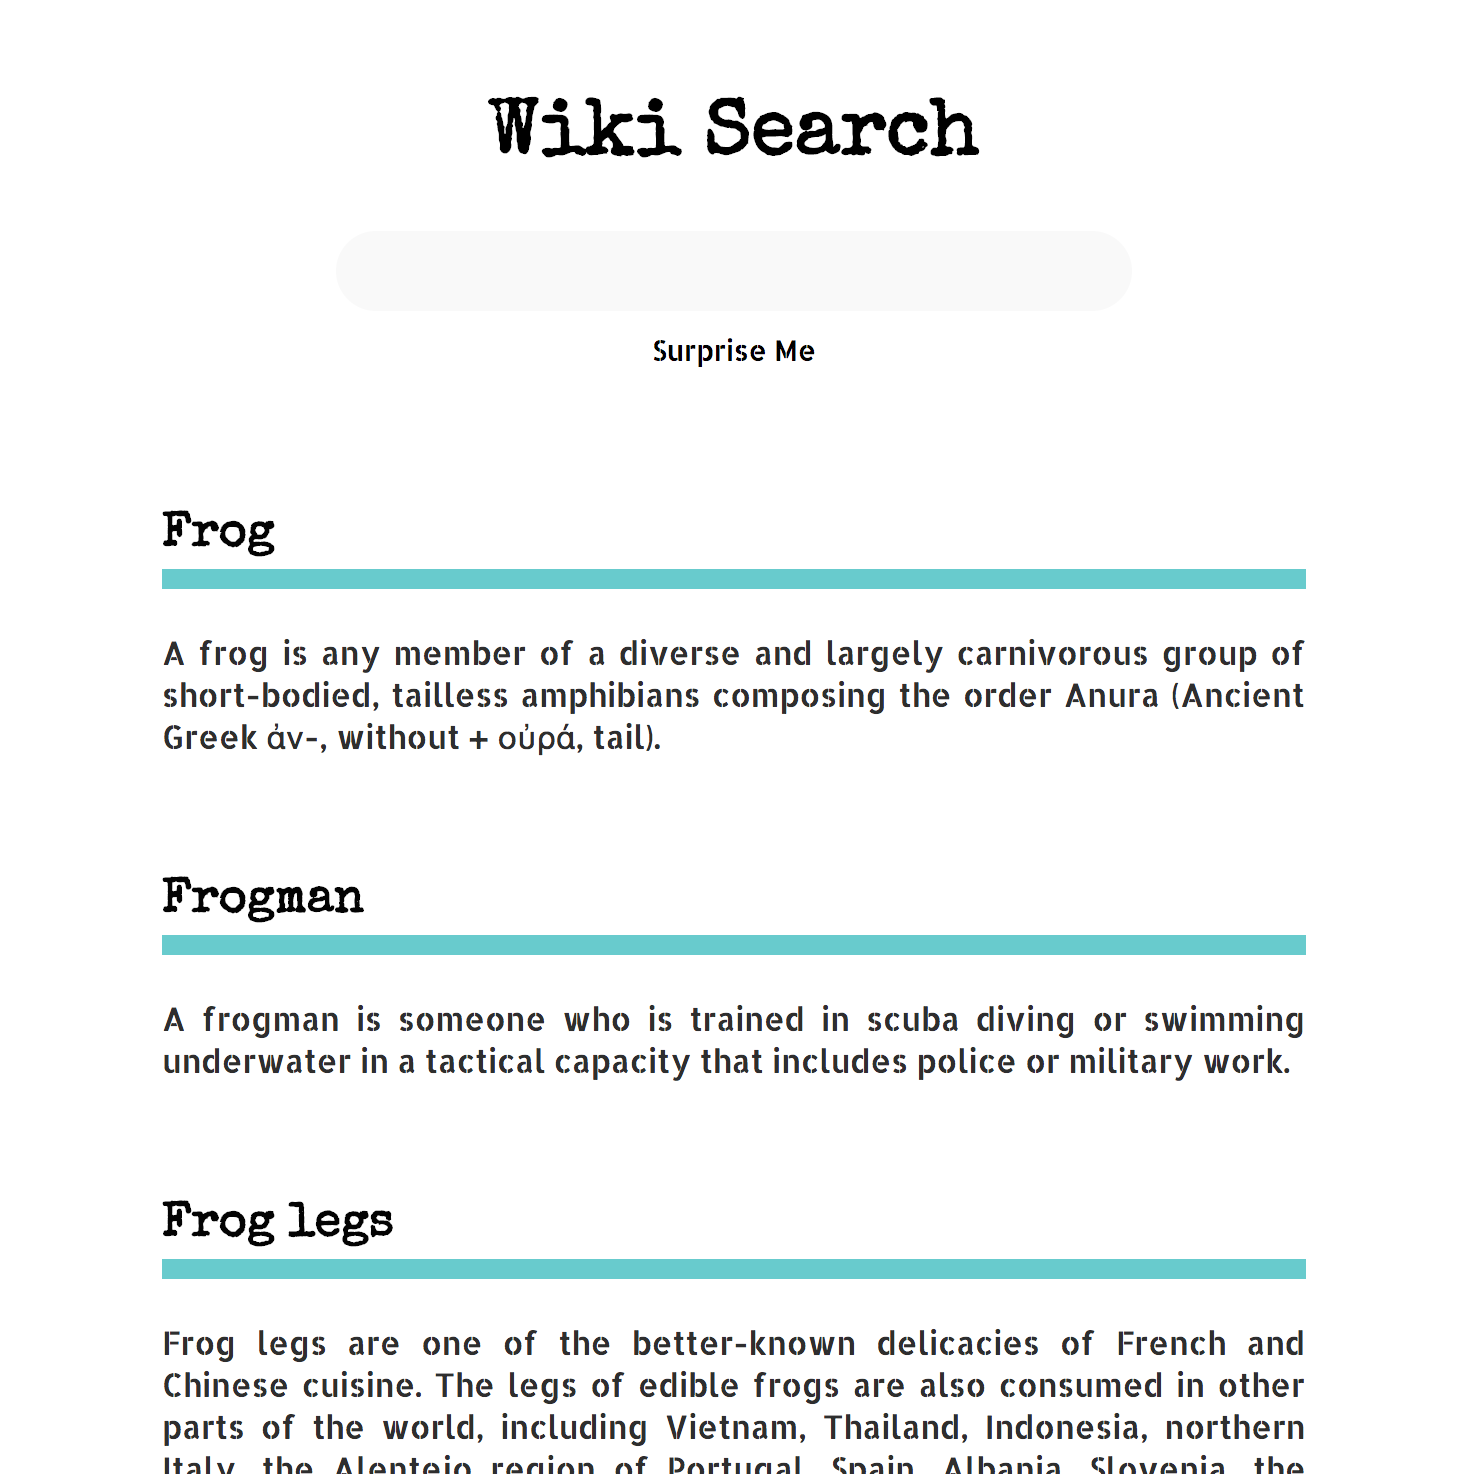 Wiki Search
Surprise Me
Frog
A frog is any member of a diverse and largely carnivorous group of
short-bodied, tailless amphibians composing the order Anura (Ancient
Greek ἀν-, without + οὐρά, tail).
Frogman
A frogman is someone who is trained in scuba diving or swimming
underwater in a tactical capacity that includes police or military work.
Frog legs
Frog legs are one of the better-known delicacies of French and
Chinese cuisine. The legs of edible frogs are also consumed in other
parts of the world, including Vietnam, Thailand, Indonesia, northern
Italy, the Alentejo region of Portugal, Spain, Albania, Slovenia, the